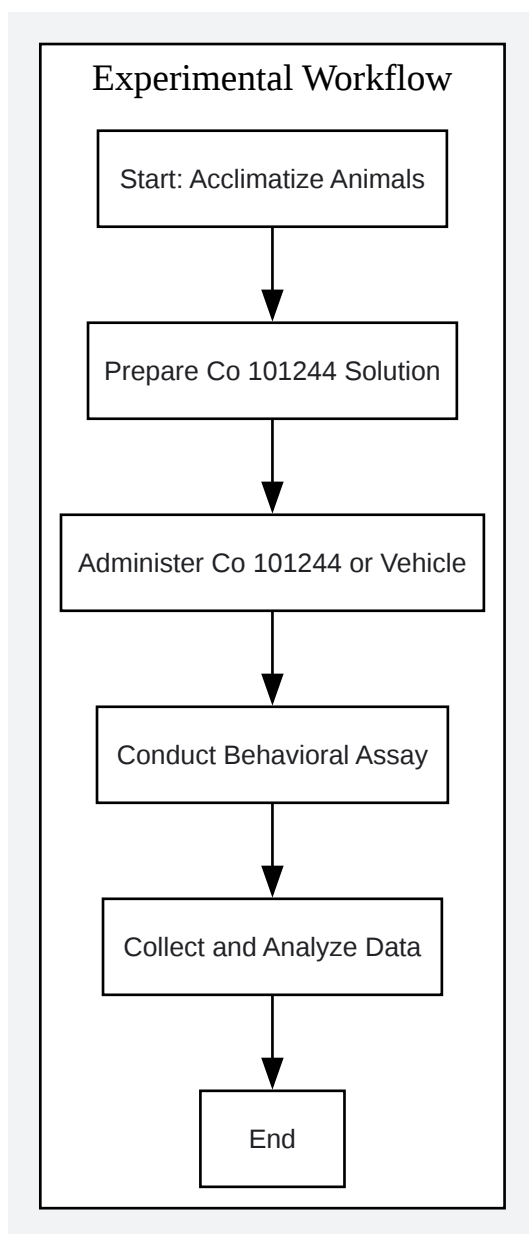 Experimental Workflow
Start: Acclimatize Animals
Prepare Co 101244 Solution
Administer Co 101244 or Vehicle
Conduct Behavioral Assay
Collect and Analyze Data
End